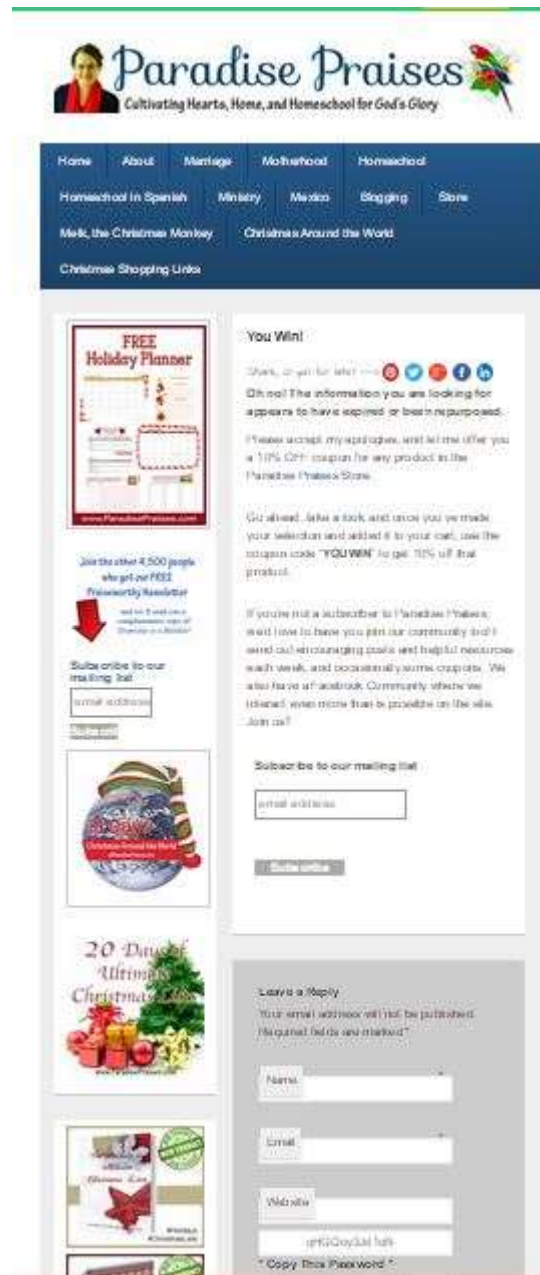 Paradise Praises
Cultivating Hearts, Home, and Homeschool for God's Glory
Home About Marriage Motherhood Homeschool
Homeschool in Spanish Ministry Mexico Blogging Store
Melk, the Christmas Monkey Christmas Around the World
Christmas Shopping Links
FREE
Holiday Planner
www.ParadisePraises.com
Join the other 4,500 people
who get our FREE
Praiseworthy Newsletter
Subscribe to our
mailing list
email address
Subscribe
Christmas Around the World
20 Days of
Ultimate
Christmas Lists
www.ParadisePraises.com
You Win!
Oh no! The information you are looking for
appears to have expired or been repurposed.
Please accept my apologies, and let me offer you
a 10% OFF coupon for any product in the
Paradise Praises Store.
Go ahead, take a look and once you've made
your selection and added it to your cart, use the
coupon code "YOUWIN" to get 10% off that
product.
If you're not a subscriber to Paradise Praises,
we'd love to have you join our community too! I
send out encouraging posts and helpful resources
each week, and occasionally some coupons. We
also have a Facebook Community where we
interact even more than is possible on the site.
Join us?
Subscribe to our mailing list
email address
Subscribe
Leave a Reply
Your email address will not be published.
Required fields are marked *
Name *
Email *
Website
* Copy This Password *